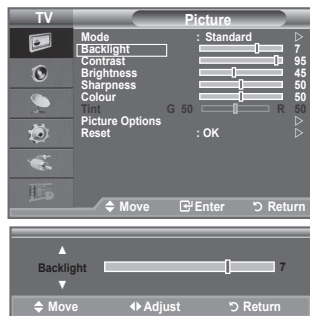 TV Picture
Mode : Standard
Backlight 7
Contrast 95
Brightness 45
Sharpness 50
Colour 50
Tint G 50 R 50
Picture Options
Reset : OK
Move Enter Return
Backlight 7
Move Adjust Return